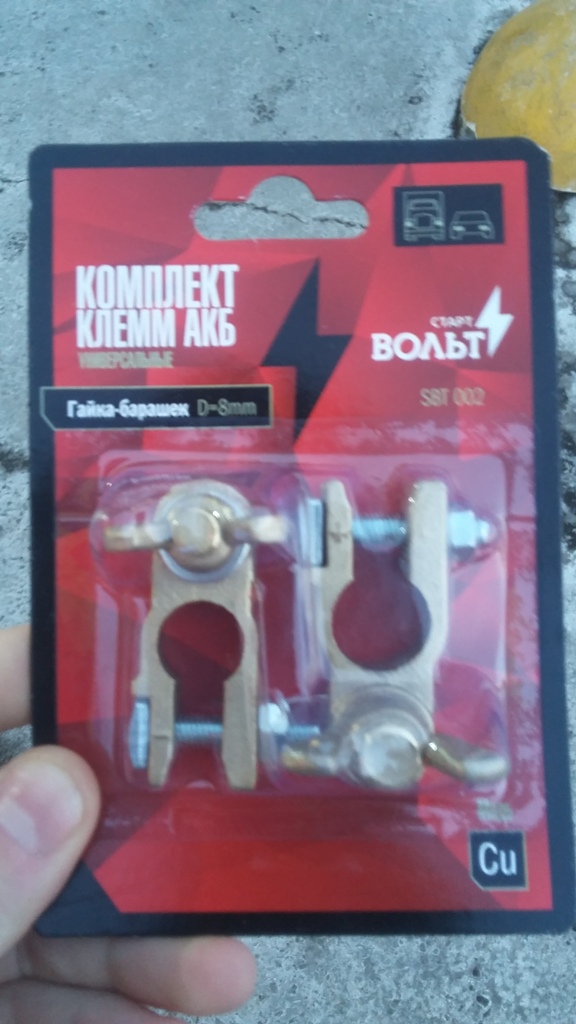 КОМПЛЕКТ
КЛЕММ АКБ
УНИВЕРСАЛЬНЫЕ
СТАРТ
ВОЛЬТ
SBT 002
Гайка-барашек D=8mm
+
Cu